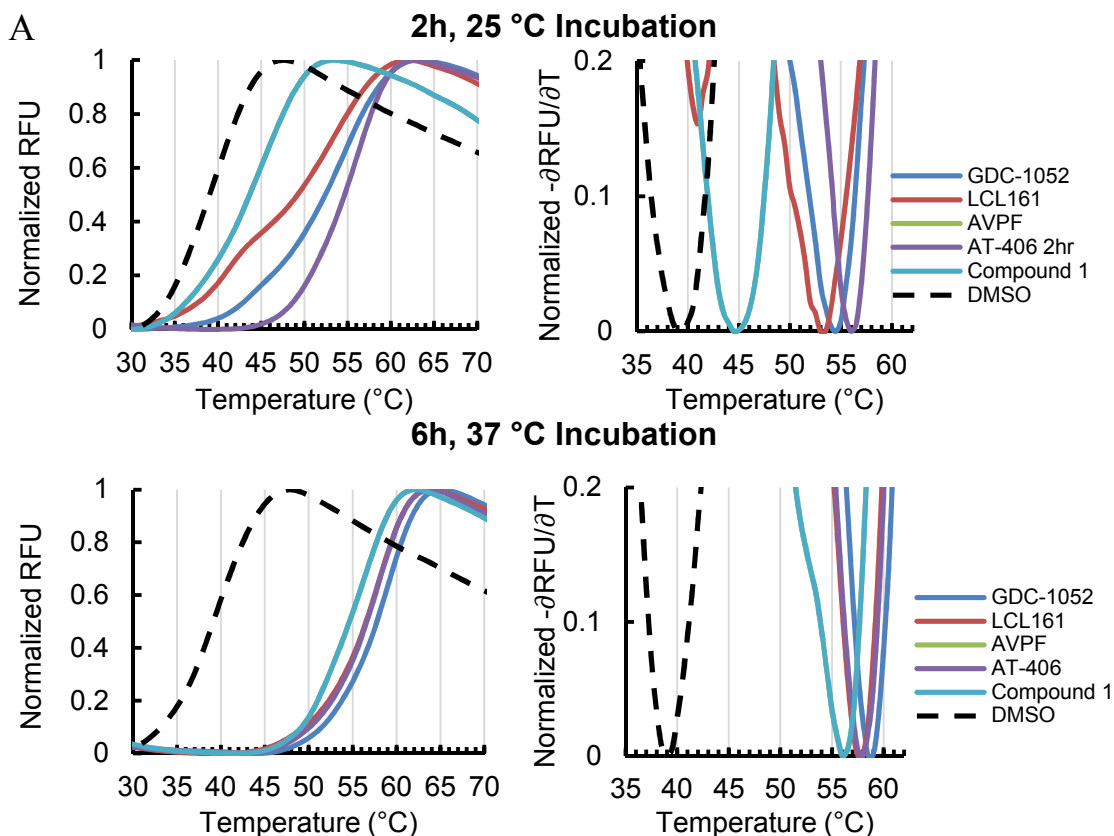 A
2h, 25 °C Incubation
Normalized RFU
1
0.8
0.6
0.4
0.2
0
30 35 40 45 50 55 60 65 70
Temperature (°C)
Normalized -∂RFU/∂T
0.2
0.1
0
35 40 45 50 55 60
Temperature (°C)
GDC-1052
LCL161
AVPF
AT-406 2hr
Compound 1
DMSO
6h, 37 °C Incubation
Normalized RFU
1
0.8
0.6
0.4
0.2
0
30 35 40 45 50 55 60 65 70
Temperature (°C)
Normalized -∂RFU/∂T
0.2
0.1
0
35 40 45 50 55 60
Temperature (°C)
GDC-1052
LCL161
AVPF
AT-406
Compound 1
DMSO